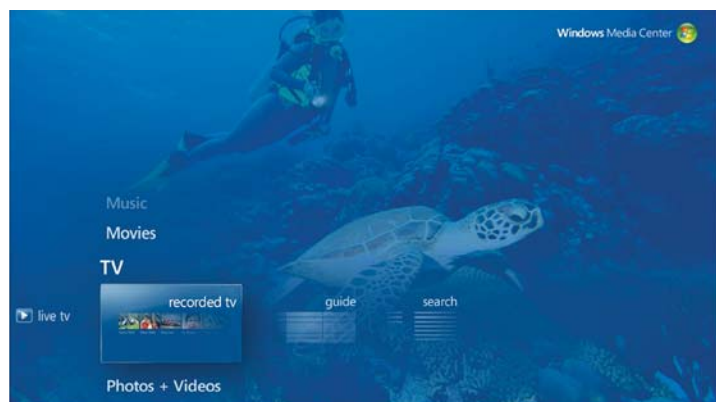 Windows Media Center
Music
Movies
TV
recorded tv
guide
search
live tv
Photos + Videos